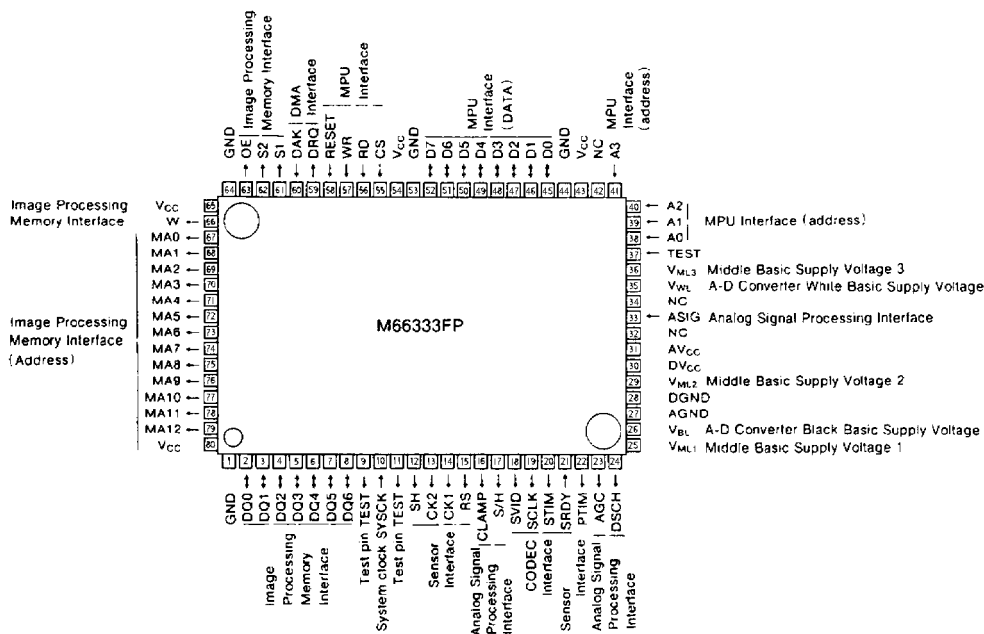 Image Processing
Memory Interface
DMA
Interface
MPU
Interface
MPU
Interface
(DATA)
MPU
Interface
(address)
GND
OE
S2
S1
DAK
DRQ
RESET
WR
RD
CS
VCC
GND
D7
D6
D5
D4
D3
D2
D1
D0
GND
VCC
NC
A3
64 63 62 61 60 59 58 57 56 55 54 53 52 51 50 49 48 47 46 45 44 43 42 41
Image Processing
Memory Interface
VCC 65
W 66
MA0 67
MA1 68
MA2 69
MA3 70
MA4 71
MA5 72
MA6 73
MA7 74
MA8 75
MA9 76
MA10 77
MA11 78
MA12 79
VCC 80
Image Processing
Memory Interface
(Address)
M66333FP
40 A2
39 A1
38 A0
MPU Interface (address)
37 TEST
36 VML3 Middle Basic Supply Voltage 3
35 VWL A-D Converter While Basic Supply Voltage
34 NC
33 ASIG Analog Signal Processing Interface
32 NC
31 AVCC
30 DVCC
29 VML2 Middle Basic Supply Voltage 2
28 DGND
27 AGND
26 VBL A-D Converter Black Basic Supply Voltage
25 VML1 Middle Basic Supply Voltage 1
1 2 3 4 5 6 7 8 9 10 11 12 13 14 15 16 17 18 19 20 21 22 23 24
GND
DQ0
DQ1
DQ2
DQ3
DQ4
DQ5
DQ6
Test pin TEST
System clock SYSCK
Test pin TEST
SH
CK2
CK1
RS
CLAMP
S/H
SVID
SCLK
STIM
SRDY
PTIM
AGC
DSCH
Image
Processing
Memory
Interface
Sensor
Interface
Analog Signal
Processing
Interface
CODEC
Interface
Sensor
Interface
Analog Signal
Processing
Interface